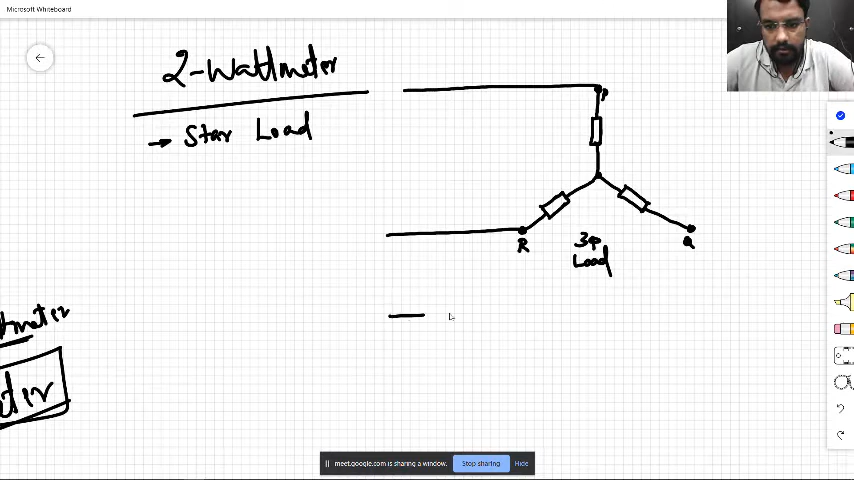 Microsoft Whiteboard
2-Wattmeter
→ Star Load
P
R
3φ
Load
Q
meet.google.com is sharing a window.
Stop sharing
Hide